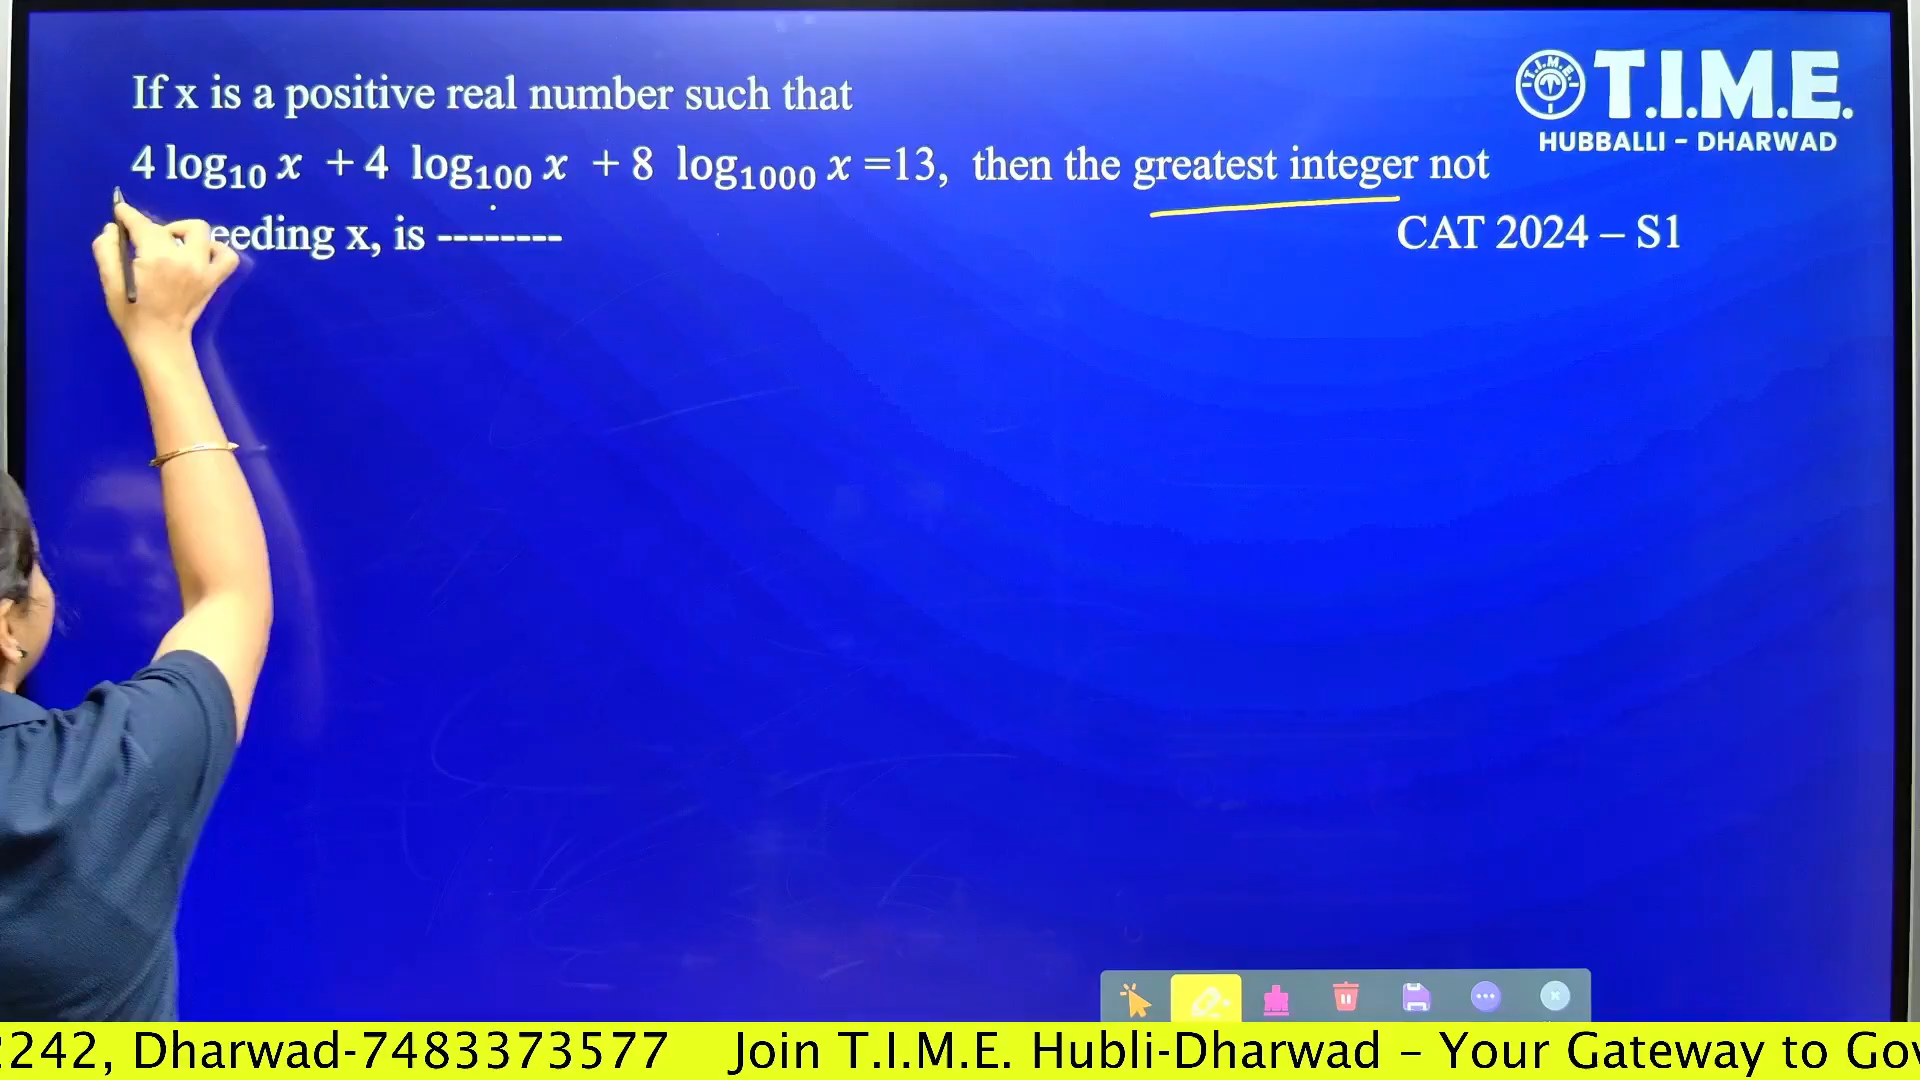 If x is a positive real number such that
4 log₁₀ x + 4 log₁₀₀ x + 8 log₁₀₀₀ x =13, then the greatest integer not
eeding x, is --------
CAT 2024 – S1
T.I.M.E.
T.I.M.E.
HUBBALLI - DHARWAD
242, Dharwad-7483373577 Join T.I.M.E. Hubli-Dharwad – Your Gateway to Gov